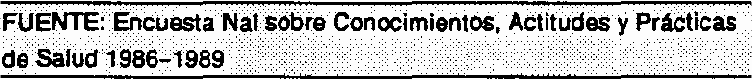 FUENTE: Encuesta Nal sobre Conocimientos, Actitudes y Prácticas
de Salud 1986-1989